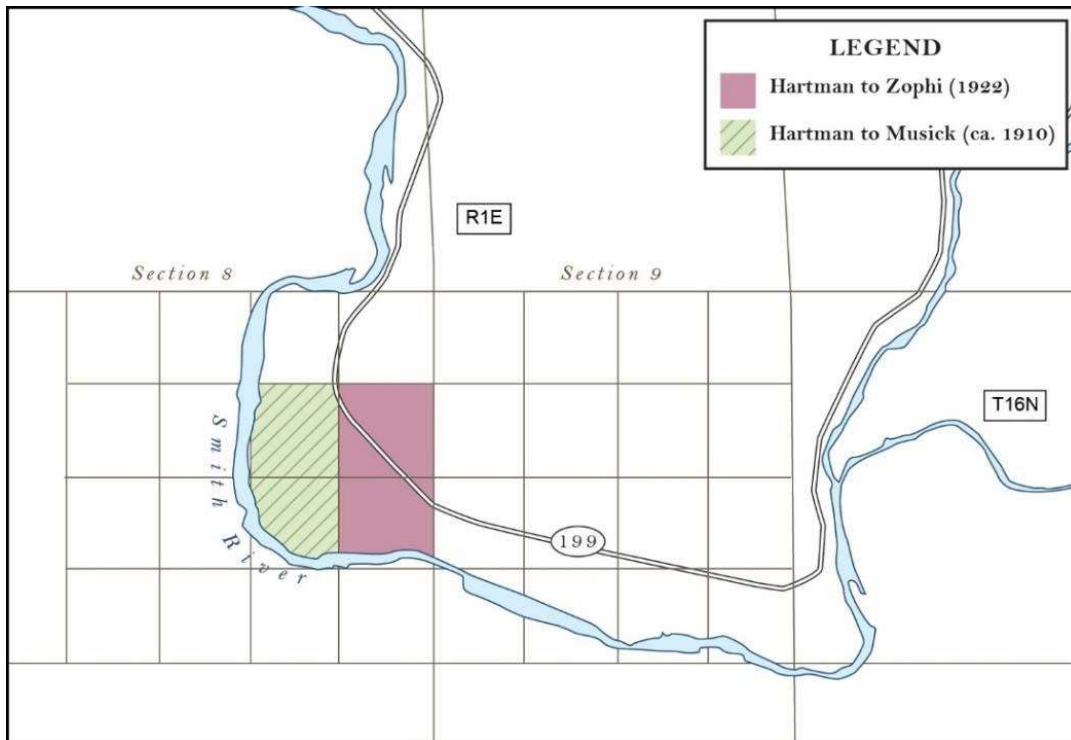 LEGEND
Hartman to Zophi (1922)
Hartman to Musick (ca. 1910)
R1E
Section 8
Section 9
T16N
Smith River
199